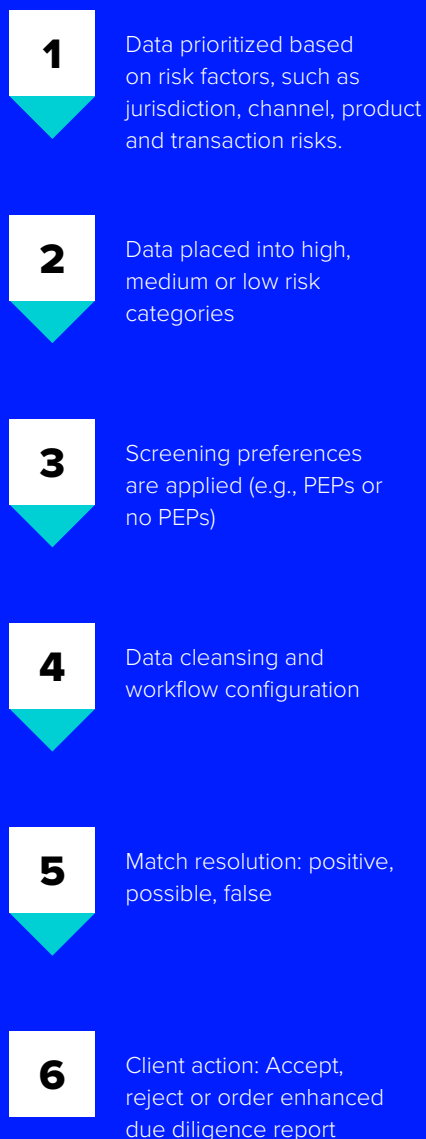 1
Data prioritized based
on risk factors, such as
jurisdiction, channel, product
and transaction risks.
2
Data placed into high,
medium or low risk
categories
3
Screening preferences
are applied (e.g., PEPs or
no PEPs)
4
Data cleansing and
workflow configuration
5
Match resolution: positive,
possible, false
6
Client action: Accept,
reject or order enhanced
due diligence report